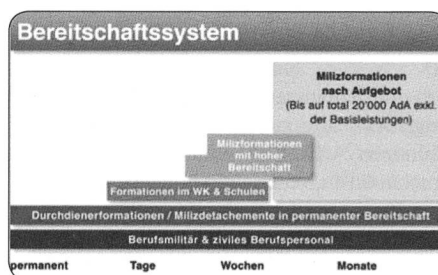 Bereitschaftssystem
Milizformationen
nach Aufgebot
(Bis auf total 20'000 AdA exkl.
der Basisleistungen)
Milizformationen
mit hoher
Bereitschaft
Formationen im WK & Schulen
Durchdienerformationen / Milizdetachemente in permanenter Bereitschaft
Berufsmilitär & ziviles Berufspersonal
permanent Tage Wochen Monate